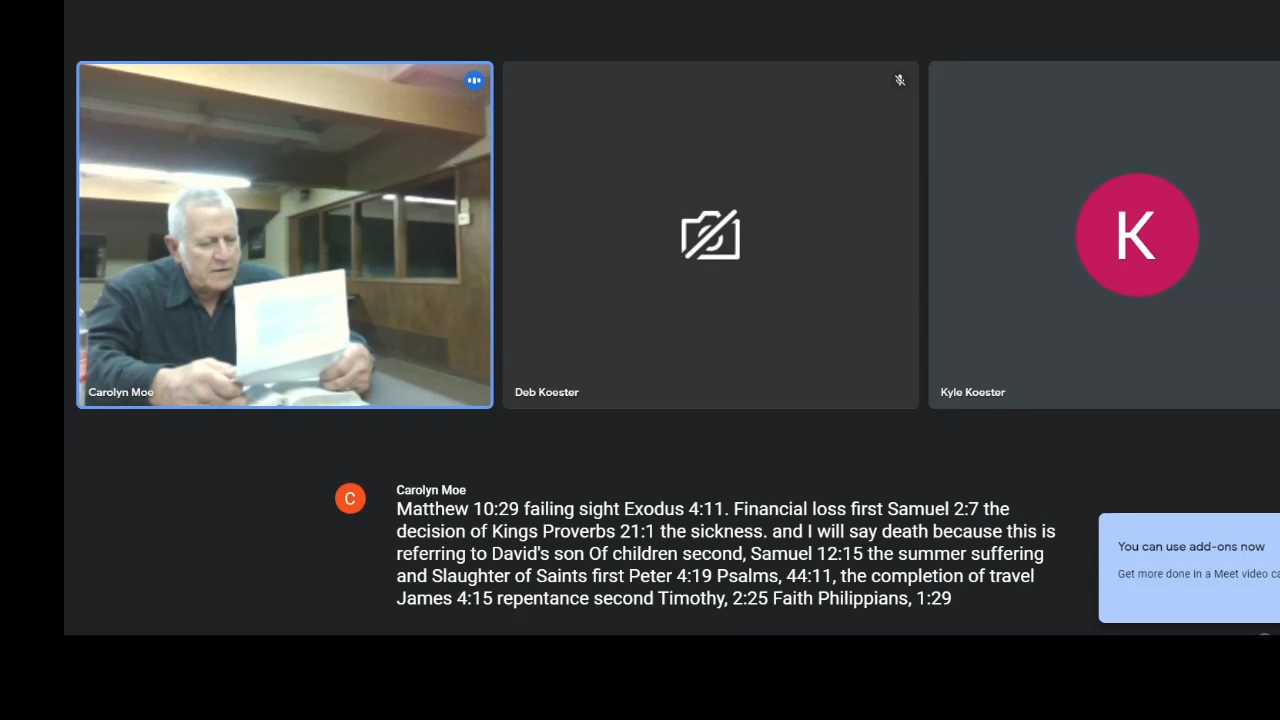 K
Carolyn Moe
Deb Koester
Kyle Koester
C
Carolyn Moe
Matthew 10:29 failing sight Exodus 4:11. Financial loss first Samuel 2:7 the
decision of Kings Proverbs 21:1 the sickness. and I will say death because this is
referring to David's son Of children second, Samuel 12:15 the summer suffering
and Slaughter of Saints first Peter 4:19 Psalms, 44:11, the completion of travel
James 4:15 repentance second Timothy, 2:25 Faith Philippians, 1:29
You can use add-ons now
Get more done in a Meet video ca